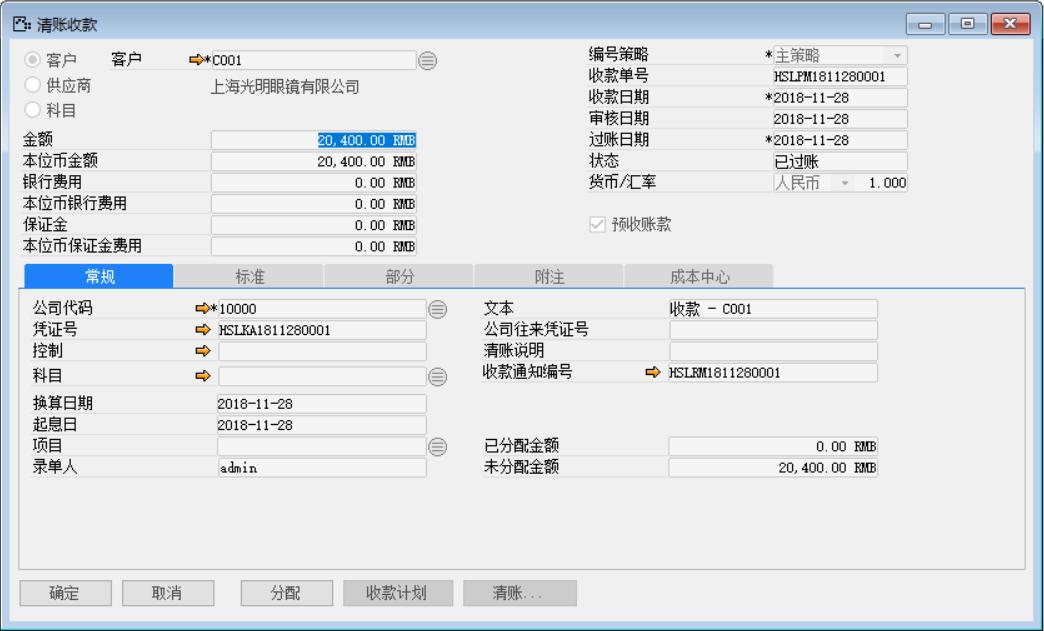 清账收款
客户 客户 *C001
供应商 上海光明眼镜有限公司
科目
金额 20,400.00 RMB
本位币金额 20,400.00 RMB
银行费用 0.00 RMB
本位币银行费用 0.00 RMB
保证金 0.00 RMB
本位币保证金费用 0.00 RMB
编号策略 *主策略
收款单号 HSLPM1811280001
收款日期 *2018-11-28
审核日期 2018-11-28
过账日期 *2018-11-28
状态 已过账
货币/汇率 人民币 1.000
预收账款
常规 标准 部分 附注 成本中心
公司代码 *10000
凭证号 HSLKA1811280001
控制
科目
换算日期 2018-11-28
起息日 2018-11-28
项目
录单人 admin
文本 收款 - C001
公司往来凭证号
清账说明
收款通知编号 HSLRM1811280001
已分配金额 0.00 RMB
未分配金额 20,400.00 RMB
确定 取消 分配 收款计划 清账...